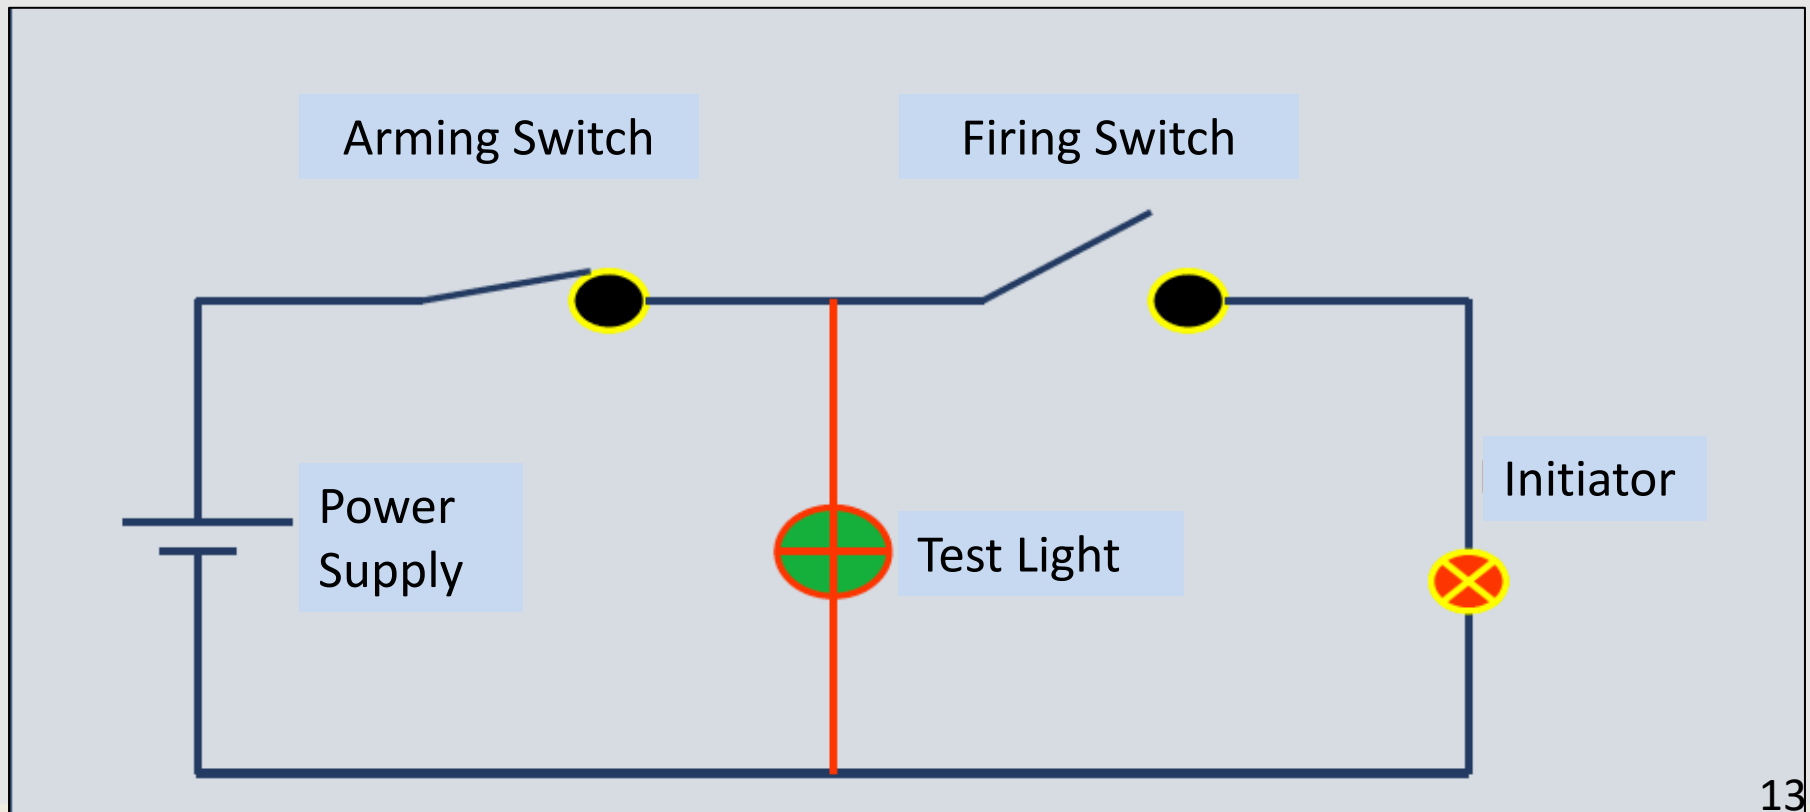 Arming Switch
Firing Switch
Power
Supply
Test Light
Initiator
13